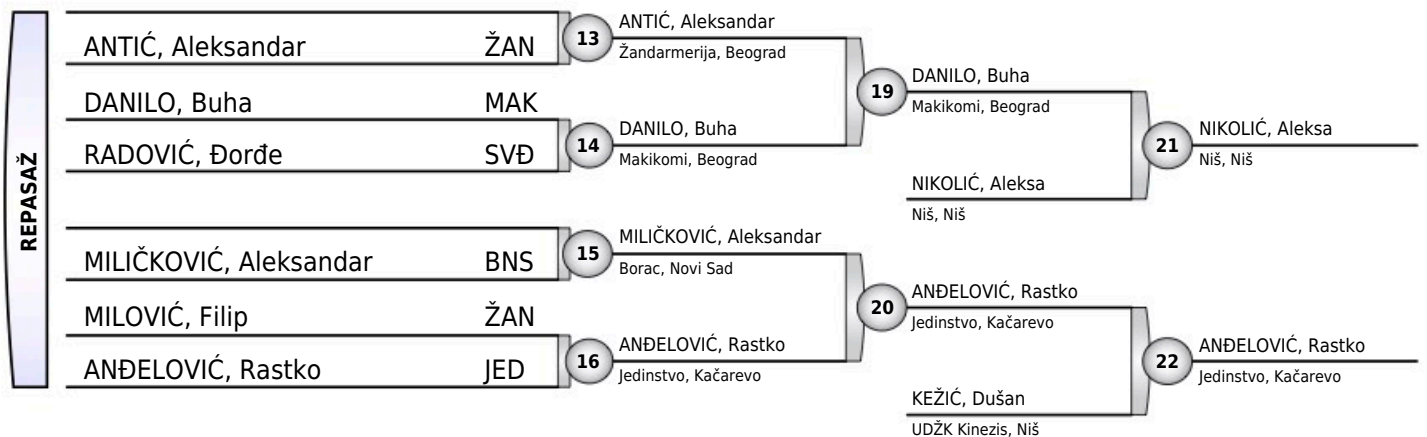 REPASAŽ
ANTIĆ, Aleksandar ŽAN
DANILO, Buha MAK
RADOVIĆ, Đorđe SVĐ
MILIČKOVIĆ, Aleksandar BNS
MILOVIĆ, Filip ŽAN
ANĐELOVIĆ, Rastko JED
13
ANTIĆ, Aleksandar
Žandarmerija, Beograd
14
DANILO, Buha
Makikomi, Beograd
15
MILIČKOVIĆ, Aleksandar
Borac, Novi Sad
16
ANĐELOVIĆ, Rastko
Jedinstvo, Kačarevo
19
DANILO, Buha
Makikomi, Beograd
NIKOLIĆ, Aleksa
Niš, Niš
20
ANĐELOVIĆ, Rastko
Jedinstvo, Kačarevo
KEŽIĆ, Dušan
UDŽK Kinezis, Niš
21
NIKOLIĆ, Aleksa
Niš, Niš
22
ANĐELOVIĆ, Rastko
Jedinstvo, Kačarevo